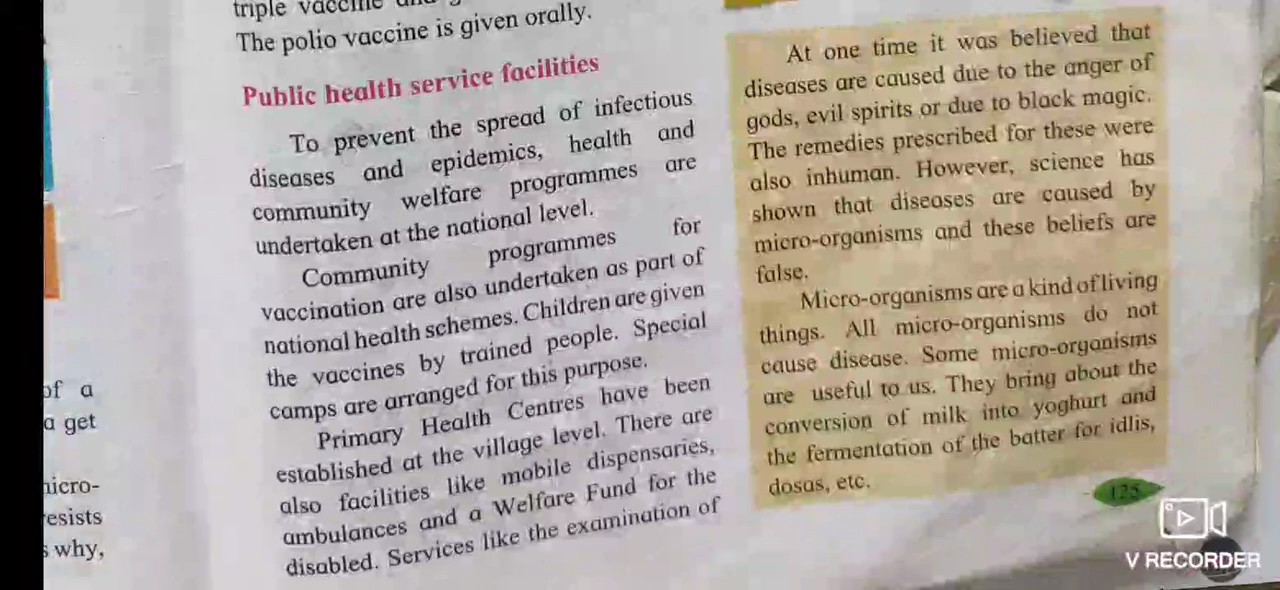 of a
a get
micro-
resists
s why,
triple vaccine and
The polio vaccine is given orally.
Public health service facilities
To prevent the spread of infectious
diseases and epidemics, health and
community welfare programmes are
undertaken at the national level.
Community programmes for
vaccination are also undertaken as part of
national health schemes. Children are given
the vaccines by trained people. Special
camps are arranged for this purpose.
Primary Health Centres have been
established at the village level. There are
also facilities like mobile dispensaries,
ambulances and a Welfare Fund for the
disabled. Services like the examination of
At one time it was believed that
diseases are caused due to the anger of
gods, evil spirits or due to black magic.
The remedies prescribed for these were
also inhuman. However, science has
shown that diseases are caused by
micro-organisms and these beliefs are
false.
Micro-organisms are a kind of living
things. All micro-organisms do not
cause disease. Some micro-organisms
are useful to us. They bring about the
conversion of milk into yoghurt and
the fermentation of the batter for idlis,
dosas, etc.
125
V RECORDER